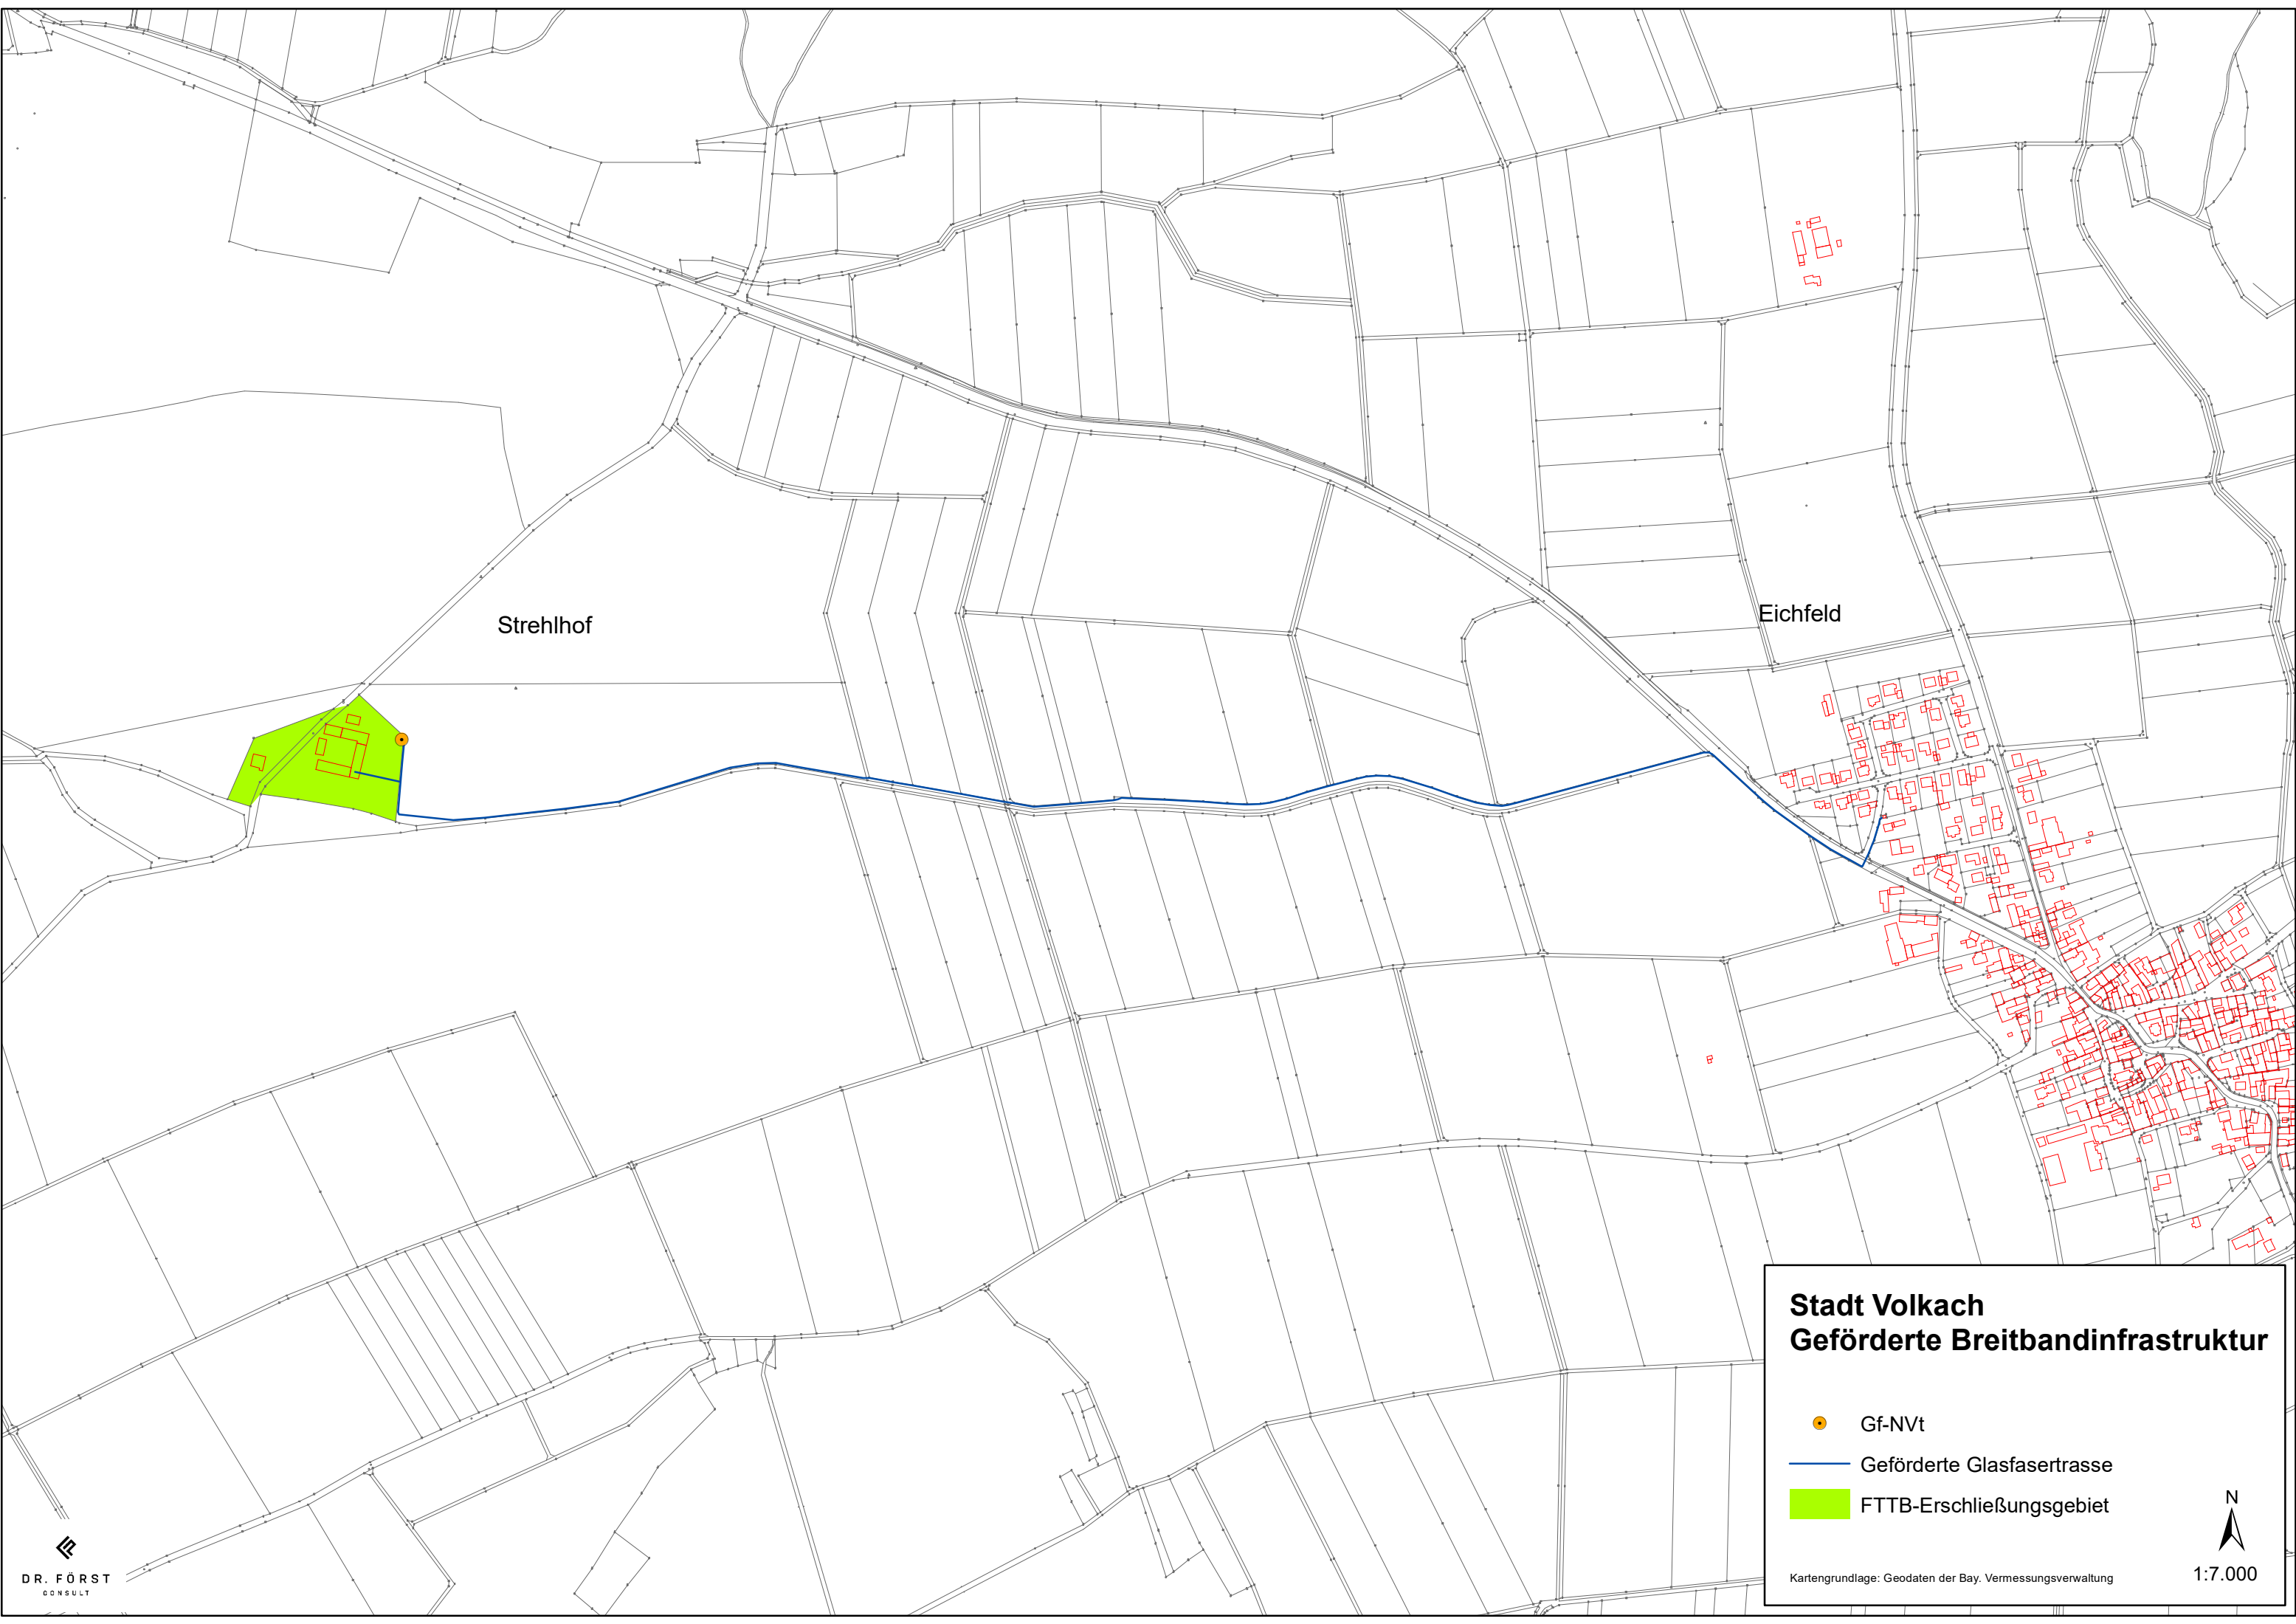 Strehlhof
Eichfeld
Stadt Volkach
Geförderte Breitbandinfrastruktur
Gf-NVt
Geförderte Glasfasertrasse
FTTB-Erschließungsgebiet
N
1:7.000
Kartengrundlage: Geodaten der Bay. Vermessungsverwaltung
DR. FÖRST
CONSULT